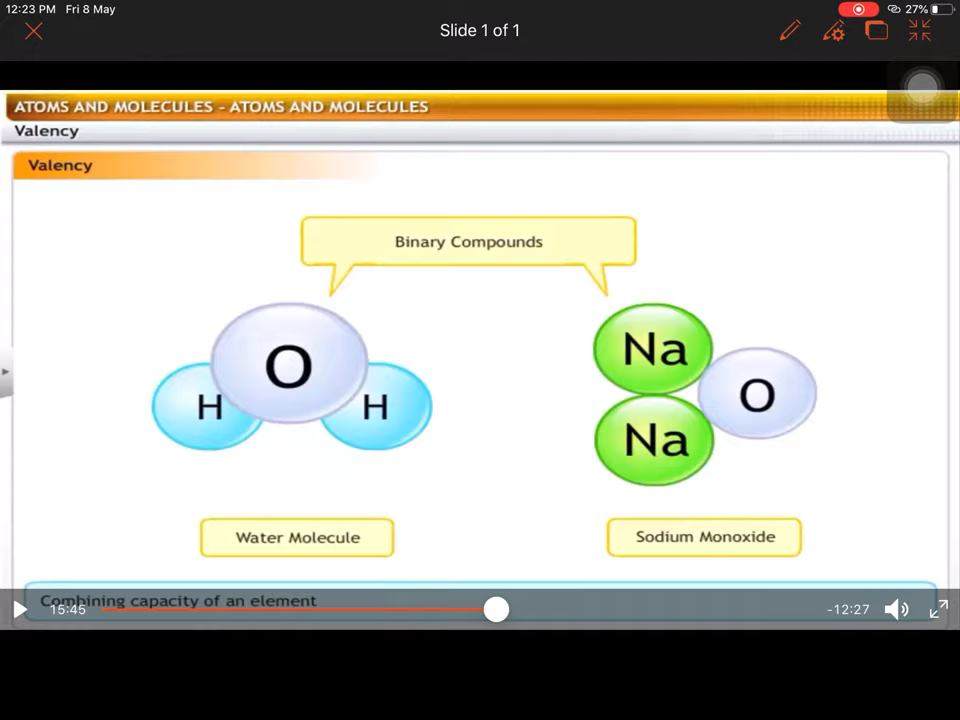 12:23 PM Fri 8 May
27%
Slide 1 of 1
ATOMS AND MOLECULES - ATOMS AND MOLECULES
Valency
Valency
Binary Compounds
O
H H
Na
Na
O
Water Molecule
Sodium Monoxide
Combining capacity of an element
15:45
-12:27